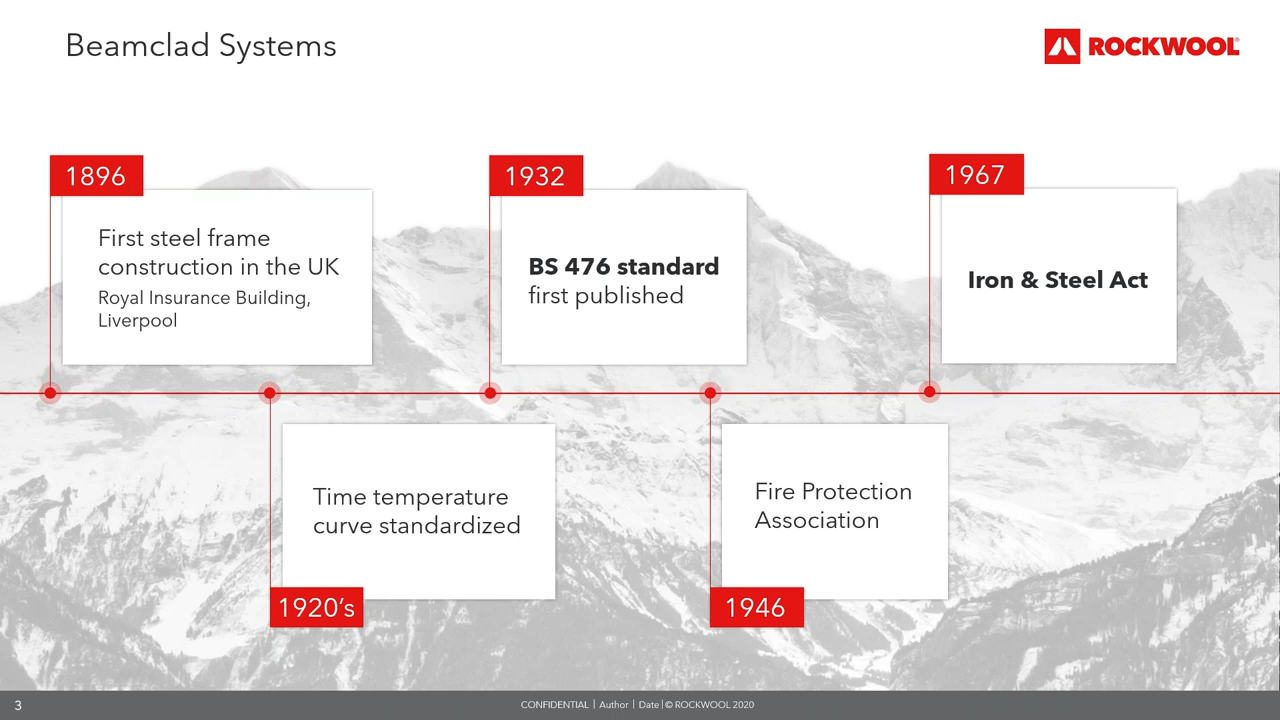 Beamclad Systems
ROCKWOOL®
1896
First steel frame
construction in the UK
Royal Insurance Building,
Liverpool
1932
BS 476 standard
first published
1967
Iron & Steel Act
Time temperature
curve standardized
1920’s
Fire Protection
Association
1946
3
CONFIDENTIAL | Author | Date | © ROCKWOOL 2020